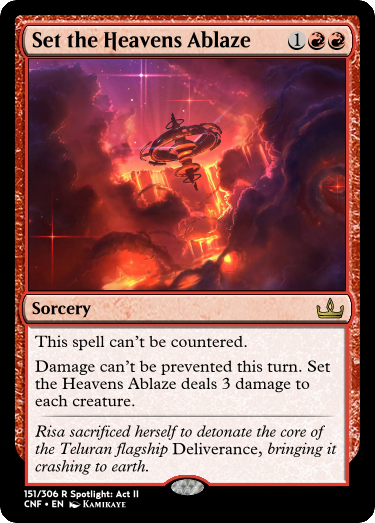 Set the Heavens Ablaze 1
Sorcery
This spell can't be countered.
Damage can't be prevented this turn. Set
the Heavens Ablaze deals 3 damage to
each creature.
Risa sacrificed herself to detonate the core of
the Teluran flagship Deliverance, bringing it
crashing to earth.
151/306 R Spotlight: Act II
CNF • EN Kamikaye